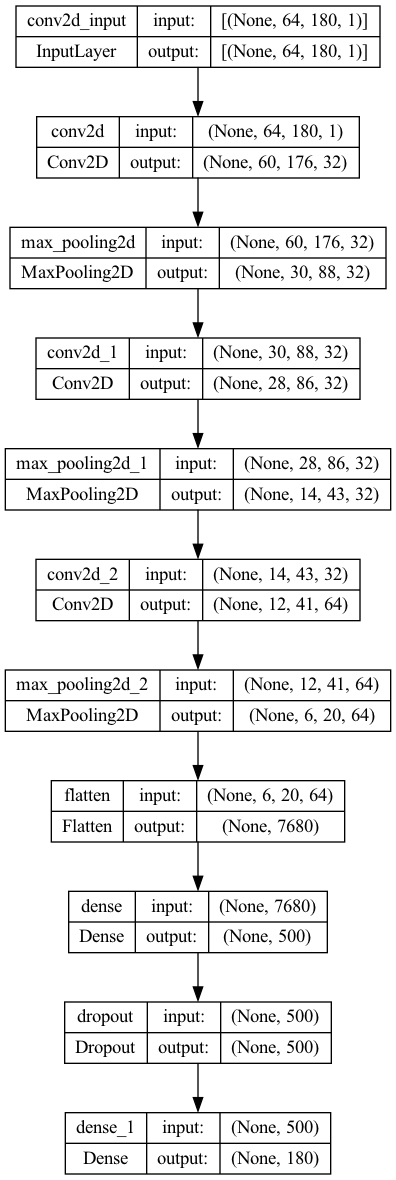 conv2d_input input: [(None, 64, 180, 1)]
InputLayer output: [(None, 64, 180, 1)]
conv2d input: (None, 64, 180, 1)
Conv2D output: (None, 60, 176, 32)
max_pooling2d input: (None, 60, 176, 32)
MaxPooling2D output: (None, 30, 88, 32)
conv2d_1 input: (None, 30, 88, 32)
Conv2D output: (None, 28, 86, 32)
max_pooling2d_1 input: (None, 28, 86, 32)
MaxPooling2D output: (None, 14, 43, 32)
conv2d_2 input: (None, 14, 43, 32)
Conv2D output: (None, 12, 41, 64)
max_pooling2d_2 input: (None, 12, 41, 64)
MaxPooling2D output: (None, 6, 20, 64)
flatten input: (None, 6, 20, 64)
Flatten output: (None, 7680)
dense input: (None, 7680)
Dense output: (None, 500)
dropout input: (None, 500)
Dropout output: (None, 500)
dense_1 input: (None, 500)
Dense output: (None, 180)